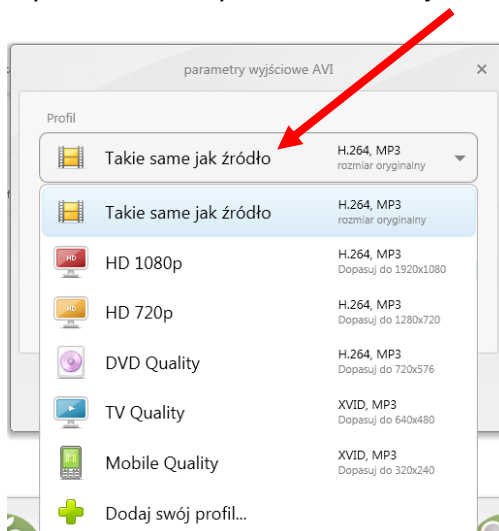 parametry wyjściowe AVI
Profil
Takie same jak źródło
H.264, MP3
rozmiar oryginalny
Takie same jak źródło
H.264, MP3
rozmiar oryginalny
HD 1080p
H.264, MP3
Dopasuj do 1920x1080
HD 720p
H.264, MP3
Dopasuj do 1280x720
DVD Quality
H.264, MP3
Dopasuj do 720x576
TV Quality
XVID, MP3
Dopasuj do 640x480
Mobile Quality
XVID, MP3
Dopasuj do 320x240
Dodaj swój profil...